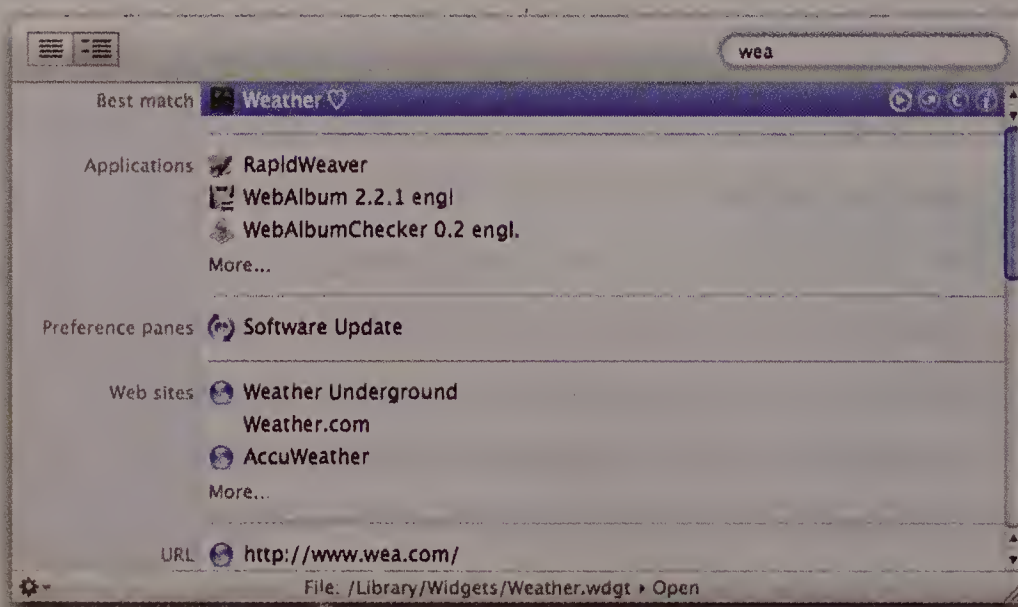 wea
Best match Weather♡
Applications RapidWeaver
WebAlbum 2.2.1 engl
WebAlbumChecker 0.2 engl.
More...
Preference panes Software Update
Web sites Weather Underground
Weather.com
AccuWeather
More...
URL http://www.wea.com/
File: /Library/Widgets/Weather.wdgt ▸ Open